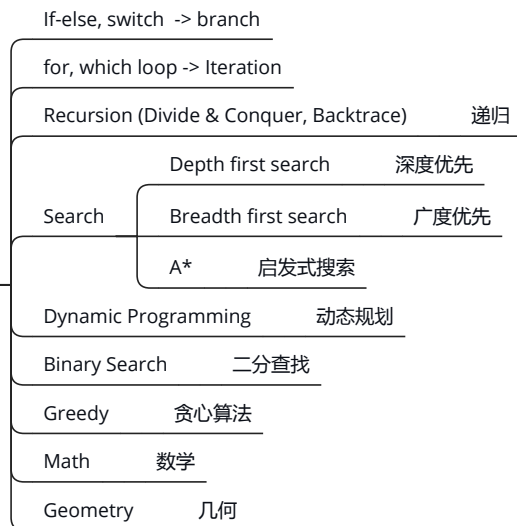 If-else, switch -> branch
for, which loop -> Iteration
Recursion (Divide & Conquer, Backtrace) 递归
Depth first search 深度优先
Search Breadth first search 广度优先
A* 启发式搜索
Dynamic Programming 动态规划
Binary Search 二分查找
Greedy 贪心算法
Math 数学
Geometry 几何